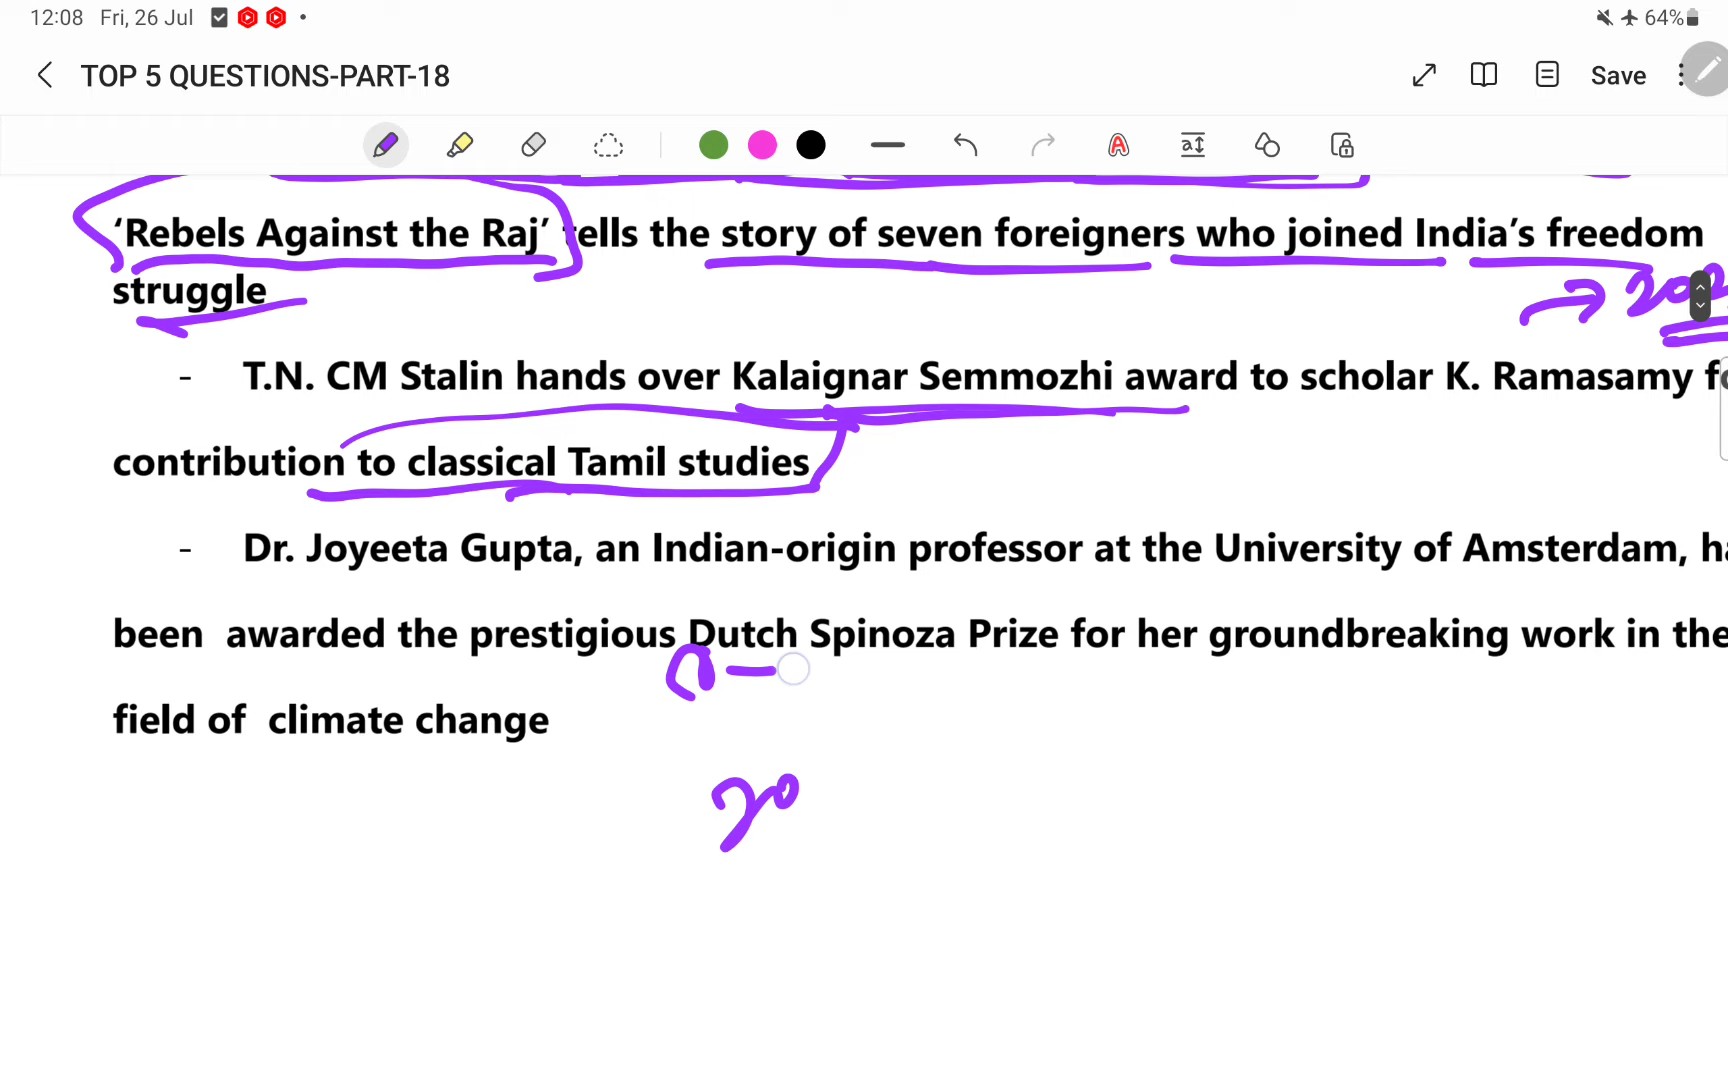 12:08 Fri, 26 Jul 64%
TOP 5 QUESTIONS-PART-18 Save
‘Rebels Against the Raj’ tells the story of seven foreigners who joined India’s freedom
struggle
- T.N. CM Stalin hands over Kalaignar Semmozhi award to scholar K. Ramasamy
contribution to classical Tamil studies
- Dr. Joyeeta Gupta, an Indian-origin professor at the University of Amsterdam,
been awarded the prestigious Dutch Spinoza Prize for her groundbreaking work in the
field of climate change